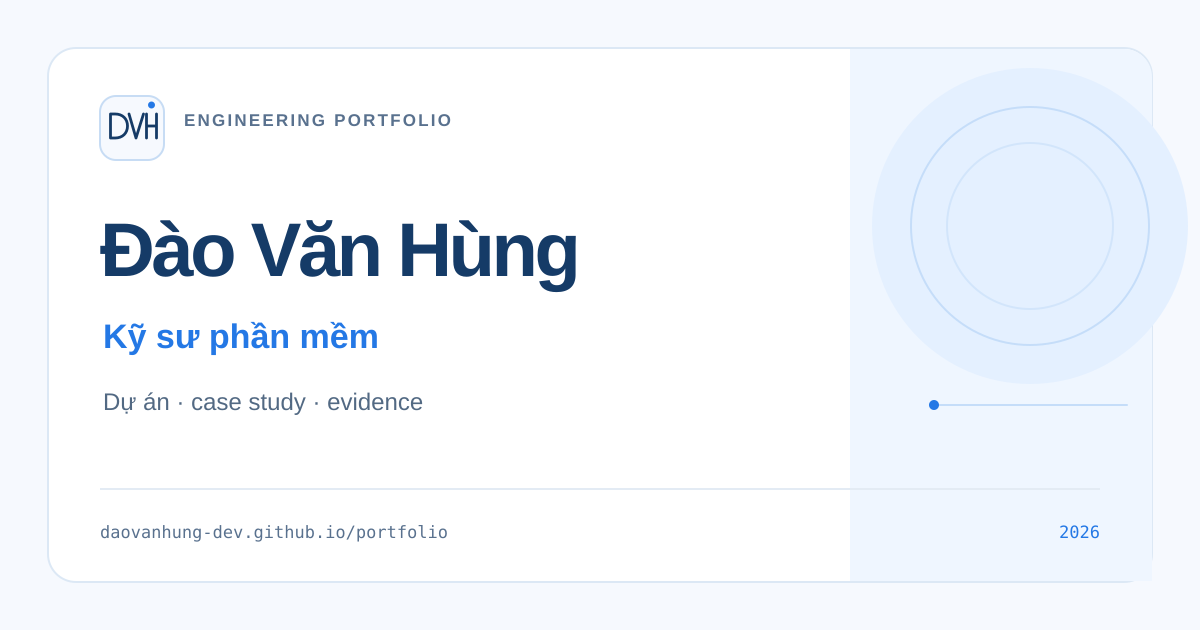 DVH
ENGINEERING PORTFOLIO
Đào Văn Hùng
Kỹ sư phần mềm
Dự án · case study · evidence
daovanhung-dev.github.io/portfolio
2026